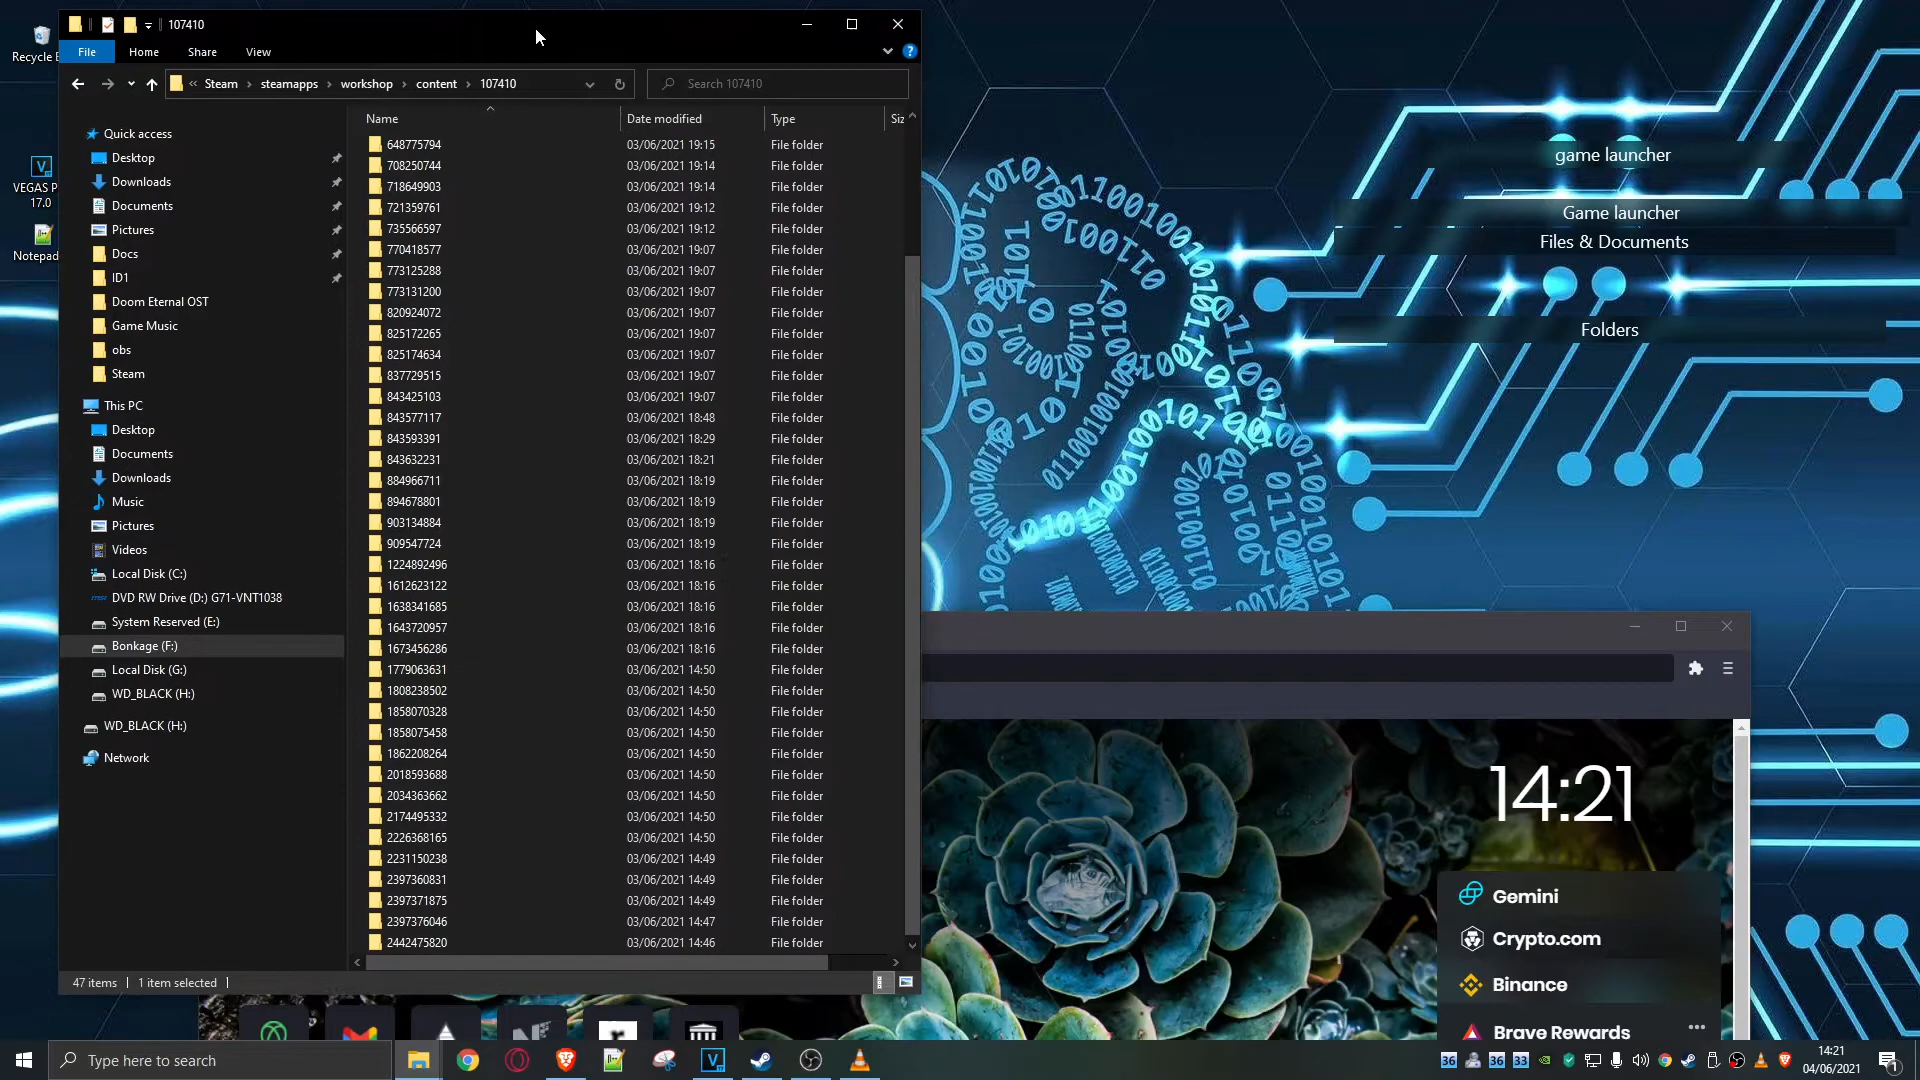 Recycle B
VEGAS P
17.0
Notepad
107410
File
Home
Share
View
Steam
steamapps
workshop
content
107410
Search 107410
Quick access
Desktop
Downloads
Documents
Pictures
Docs
ID1
Doom Eternal OST
Game Music
obs
Steam
This PC
Desktop
Documents
Downloads
Music
Pictures
Videos
Local Disk (C:)
DVD RW Drive (D:) G71-VNT1038
System Reserved (E:)
Bonkage (F:)
Local Disk (G:)
WD_BLACK (H:)
WD_BLACK (H:)
Network
Name Date modified Type Siz
648775794 03/06/2021 19:15 File folder
708250744 03/06/2021 19:14 File folder
718649903 03/06/2021 19:14 File folder
721359761 03/06/2021 19:12 File folder
735566597 03/06/2021 19:12 File folder
770418577 03/06/2021 19:07 File folder
773125288 03/06/2021 19:07 File folder
773131200 03/06/2021 19:07 File folder
820924072 03/06/2021 19:07 File folder
825172265 03/06/2021 19:07 File folder
825174634 03/06/2021 19:07 File folder
837729515 03/06/2021 19:07 File folder
843425103 03/06/2021 19:07 File folder
843577117 03/06/2021 18:48 File folder
843593391 03/06/2021 18:29 File folder
843632231 03/06/2021 18:21 File folder
884966711 03/06/2021 18:19 File folder
894678801 03/06/2021 18:19 File folder
903134884 03/06/2021 18:19 File folder
909547724 03/06/2021 18:19 File folder
1224892496 03/06/2021 18:16 File folder
1612623122 03/06/2021 18:16 File folder
1638341685 03/06/2021 18:16 File folder
1643720957 03/06/2021 18:16 File folder
1673456286 03/06/2021 18:16 File folder
1779063631 03/06/2021 14:50 File folder
1808238502 03/06/2021 14:50 File folder
1858070328 03/06/2021 14:50 File folder
1858075458 03/06/2021 14:50 File folder
1862208264 03/06/2021 14:50 File folder
2018593688 03/06/2021 14:50 File folder
2034363662 03/06/2021 14:50 File folder
2174495332 03/06/2021 14:50 File folder
2226368165 03/06/2021 14:50 File folder
2231150238 03/06/2021 14:49 File folder
2397360831 03/06/2021 14:49 File folder
2397371875 03/06/2021 14:49 File folder
2397376046 03/06/2021 14:47 File folder
2442475820 03/06/2021 14:46 File folder
47 items
1 item selected
game launcher
Game launcher
Files & Documents
Folders
14:21
Gemini
Crypto.com
Binance
Brave Rewards
Type here to search
36
36
33
14:21
04/06/2021
1